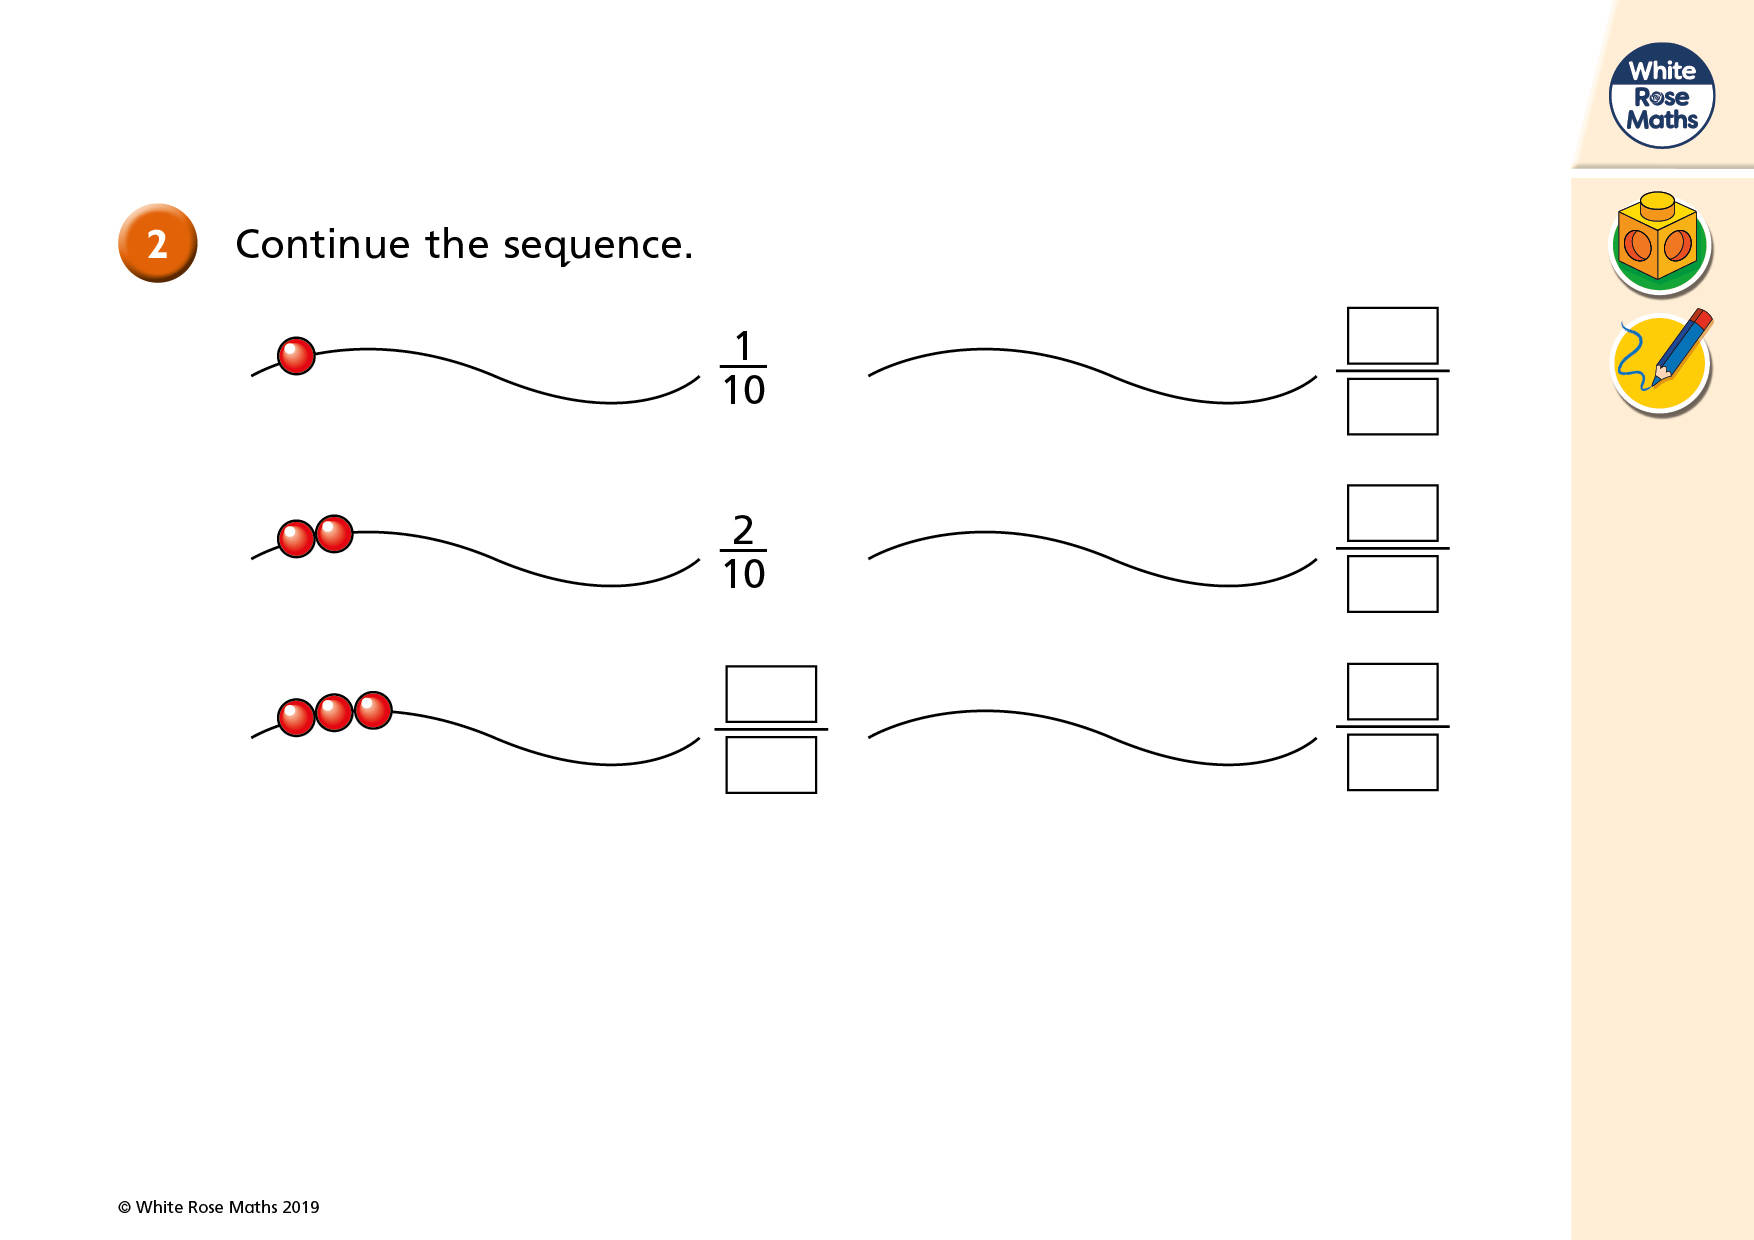 White
Rose
Maths
2 Continue the sequence.
1
10
2
10
© White Rose Maths 2019